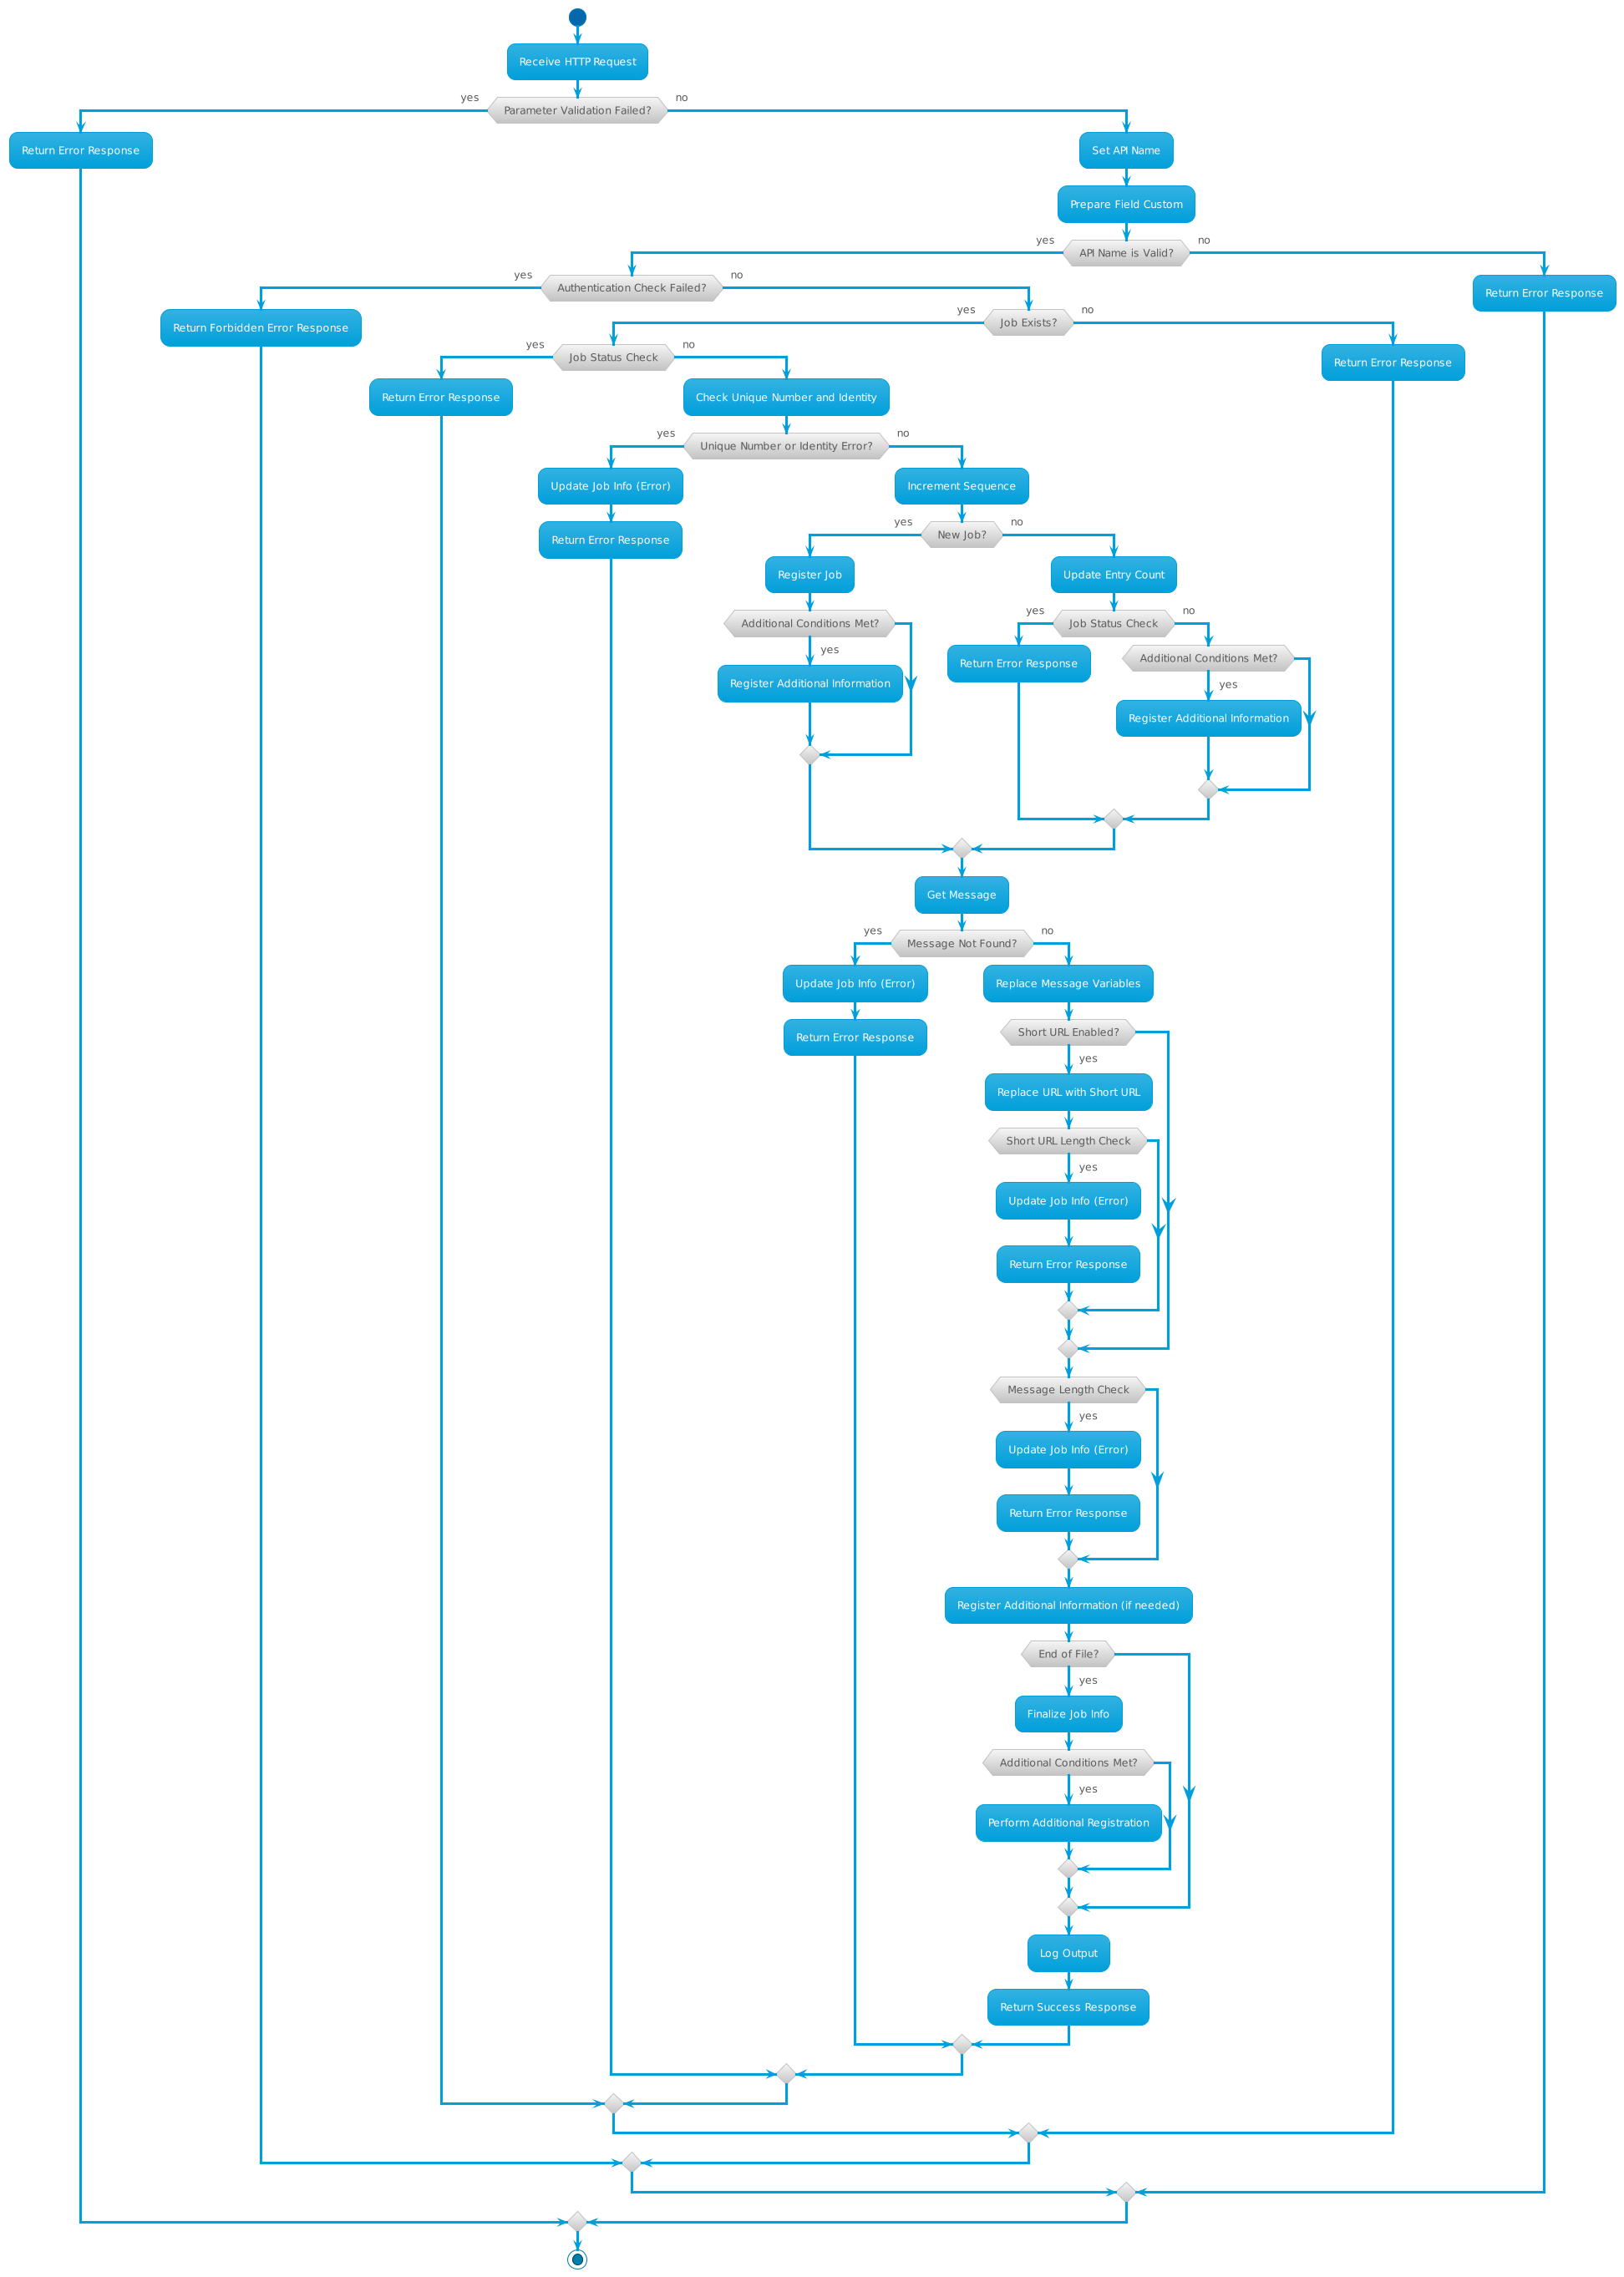 Receive HTTP Request
yes
Parameter Validation Failed?
no
Return Error Response
Set API Name
Prepare Field Custom
yes
API Name is Valid?
no
yes
Authentication Check Failed?
no
Return Error Response
Return Forbidden Error Response
yes
Job Exists?
no
yes
Job Status Check
no
Return Error Response
Return Error Response
Check Unique Number and Identity
yes
Unique Number or Identity Error?
no
Update Job Info (Error)
Increment Sequence
Return Error Response
yes
New Job?
no
Register Job
Update Entry Count
Additional Conditions Met?
yes
Job Status Check
no
yes
Return Error Response
Additional Conditions Met?
Register Additional Information
yes
Register Additional Information
Get Message
yes
Message Not Found?
no
Update Job Info (Error)
Replace Message Variables
Return Error Response
Short URL Enabled?
yes
Replace URL with Short URL
Short URL Length Check
yes
Update Job Info (Error)
Return Error Response
Message Length Check
yes
Update Job Info (Error)
Return Error Response
Register Additional Information (if needed)
End of File?
yes
Finalize Job Info
Additional Conditions Met?
yes
Perform Additional Registration
Log Output
Return Success Response